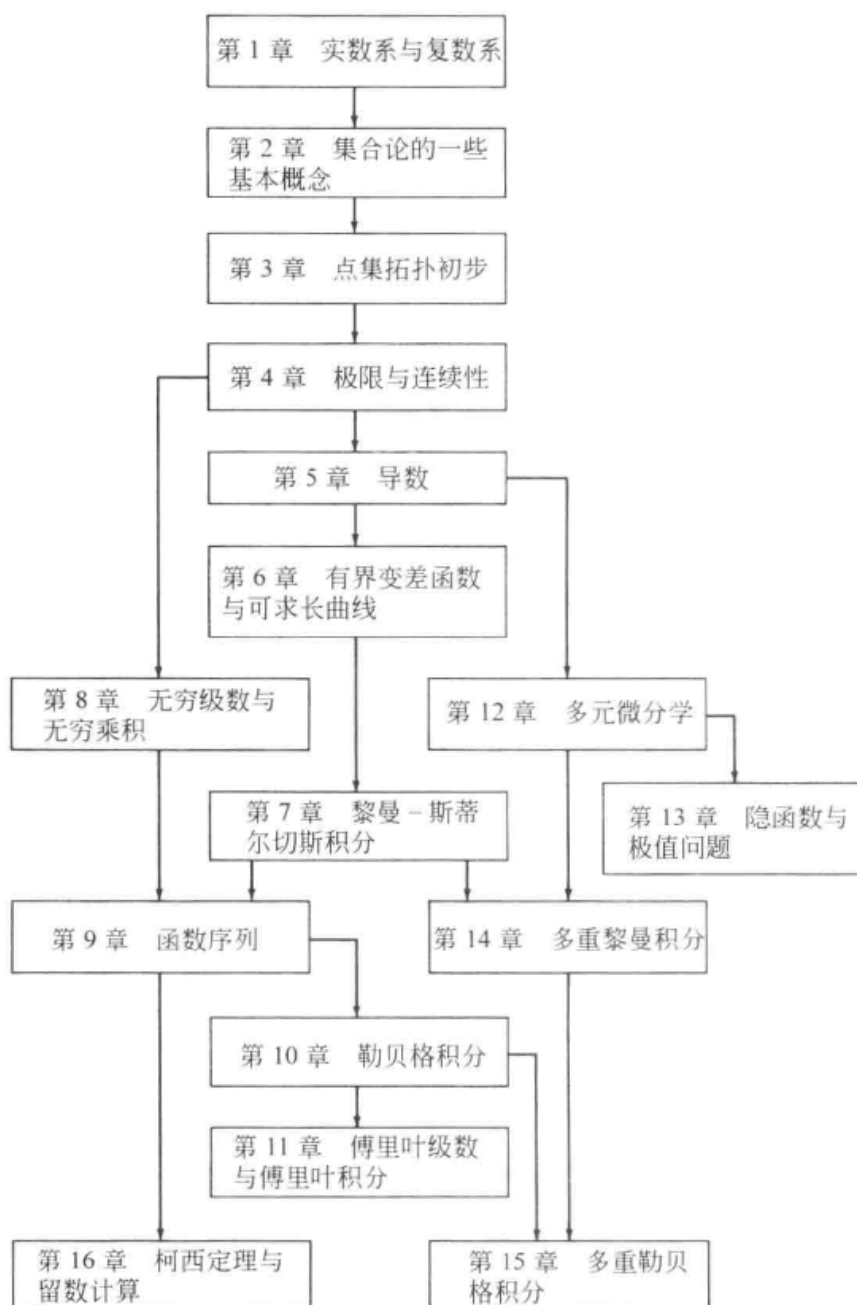 第 1 章 实数系与复数系
第 2 章 集合论的一些
基本概念
第 3 章 点集拓扑初步
第 4 章 极限与连续性
第 5 章 导数
第 6 章 有界变差函数
与可求长曲线
第 8 章 无穷级数与
无穷乘积
第 12 章 多元微分学
第 7 章 黎曼－斯蒂
尔切斯积分
第 13 章 隐函数与
极值问题
第 9 章 函数序列
第 14 章 多重黎曼积分
第 10 章 勒贝格积分
第 11 章 傅里叶级数
与傅里叶积分
第 16 章 柯西定理与
留数计算
第 15 章 多重勒贝
格积分